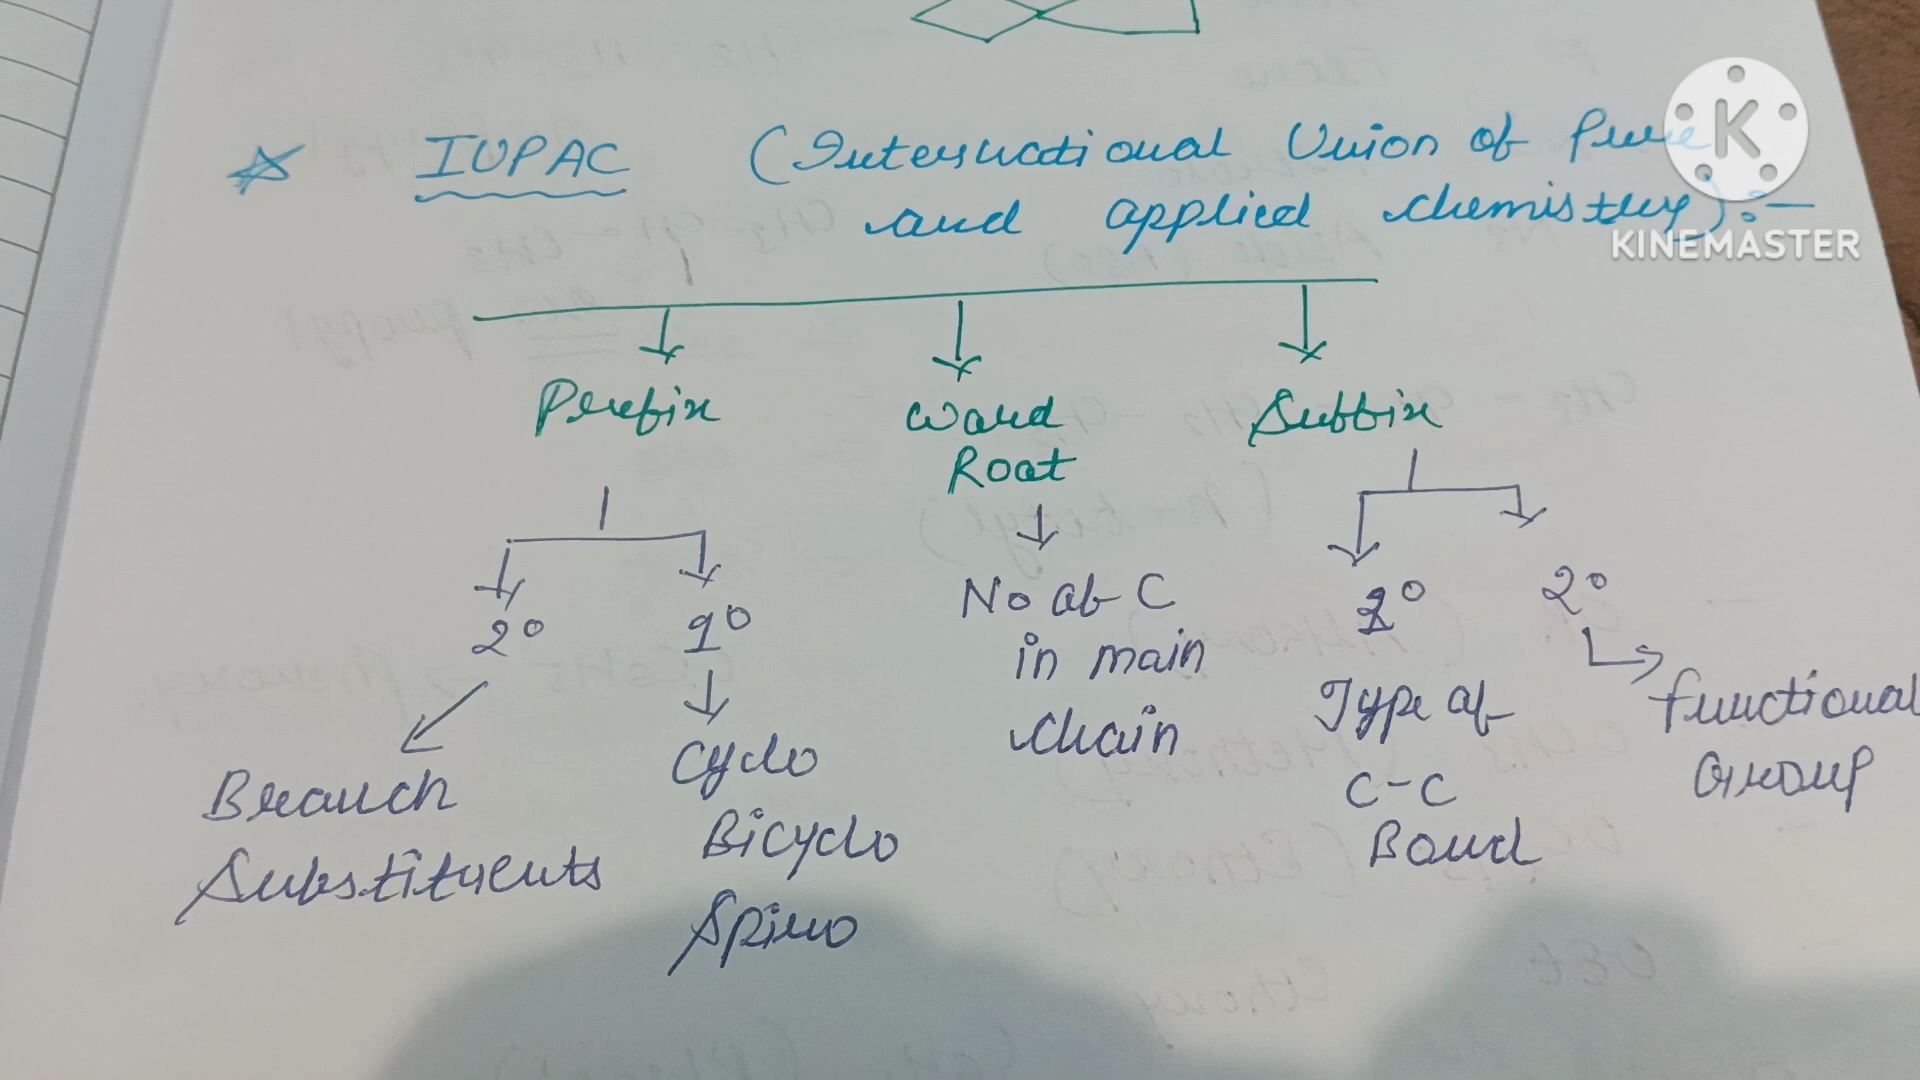 IUPAC (International Union of Pure
and applied chemistry):-
KINEMASTER
Prefix Word Suffix
Root
2° 1° No of C 1° 2°
in main
chain Type of functional
Group
Branch Cyclo C-C
Substituents Bicyclo Bond
Spiro